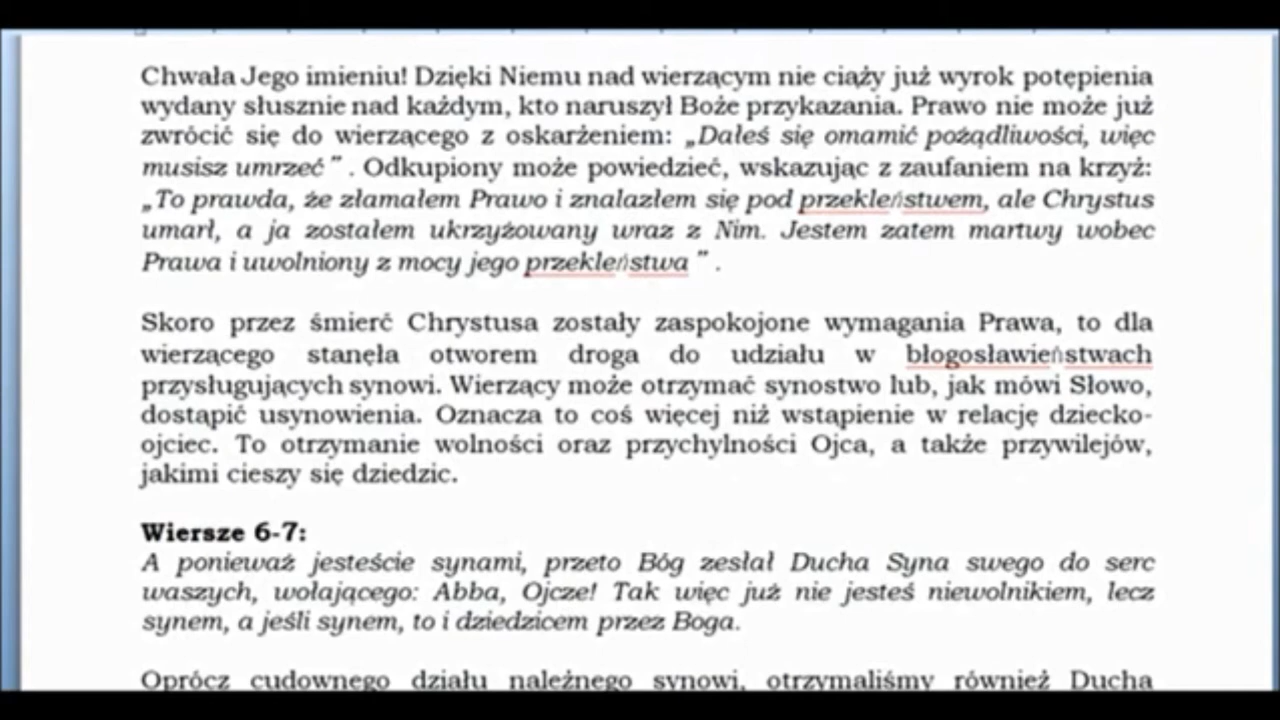 Chwała Jego imieniu! Dzięki Niemu nad wierzącym nie ciąży już wyrok potępienia
wydany słusznie nad każdym, kto naruszył Boże przykazania. Prawo nie może już
zwrócić się do wierzącego z oskarżeniem: „Dałeś się omamić pożądliwości, więc
musisz umrzeć ” . Odkupiony może powiedzieć, wskazując z zaufaniem na krzyż:
„To prawda, że złamałem Prawo i znalazłem się pod przekleństwem, ale Chrystus
umarł, a ja zostałem ukrzyżowany wraz z Nim. Jestem zatem martwy wobec
Prawa i uwolniony z mocy jego przekleństwa ” .
Skoro przez śmierć Chrystusa zostały zaspokojone wymagania Prawa, to dla
wierzącego stanęła otworem droga do udziału w błogosławieństwach
przysługujących synowi. Wierzący może otrzymać synostwo lub, jak mówi Słowo,
dostąpić usynowienia. Oznacza to coś więcej niż wstąpienie w relację dziecko-
ojciec. To otrzymanie wolności oraz przychylności Ojca, a także przywilejów,
jakimi cieszy się dziedzic.
Wiersze 6-7:
A ponieważ jesteście synami, przeto Bóg zesłał Ducha Syna swego do serc
waszych, wołającego: Abba, Ojcze! Tak więc już nie jesteś niewolnikiem, lecz
synem, a jeśli synem, to i dziedzicem przez Boga.
Oprócz cudownego działu należnego synowi, otrzymaliśmy również Ducha